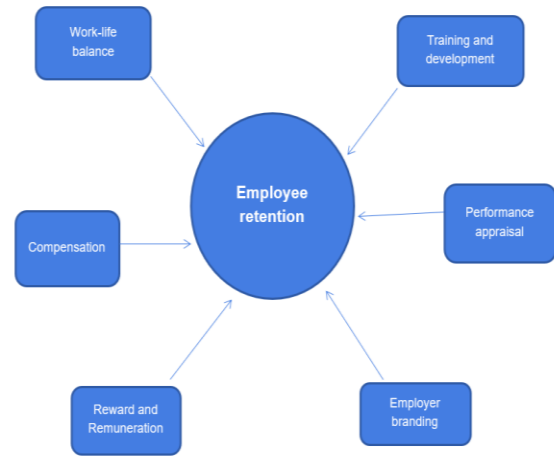 Work-life
balance
Training and
development
Employee
retention
Performance
appraisal
Compensation
Reward and
Remuneration
Employer
branding